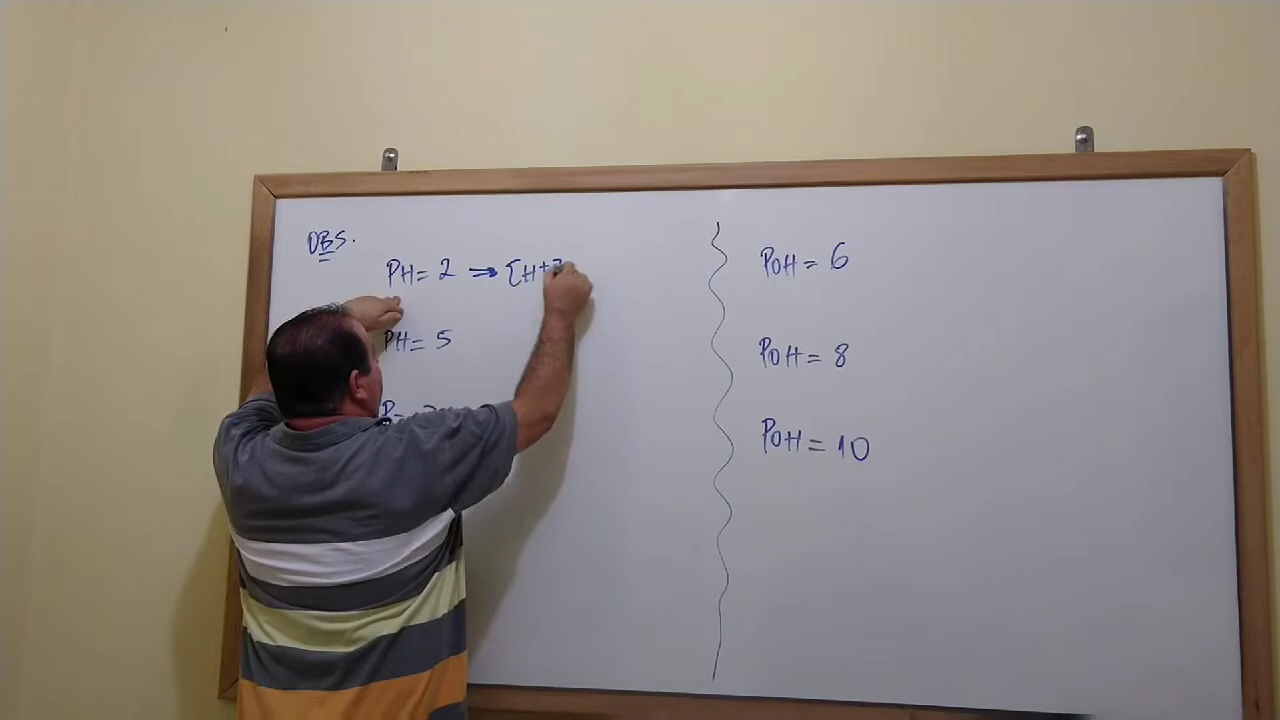 OBS.
PH = 2 → [H+]
PH = 5
POH = 6
POH = 8
POH = 10